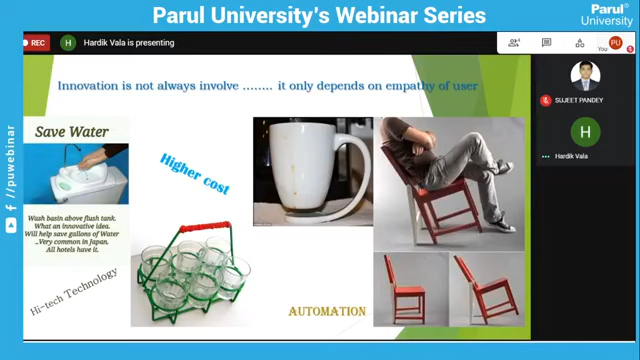 Parul University's Webinar Series
Parul®
University
REC
H
Hardik Vala is presenting
4
You
PU
Innovation is not always involve ........ it only depends on empathy of user
Save Water
Wash basin above flush tank.
What an innovative idea.
Will help save gallons of Water
..Very common in Japan,
All hotels have it.
Higher cost
Hi-tech Technology
AUTOMATION
SUJEET PANDEY
H
Hardik Vala
/puwebinar